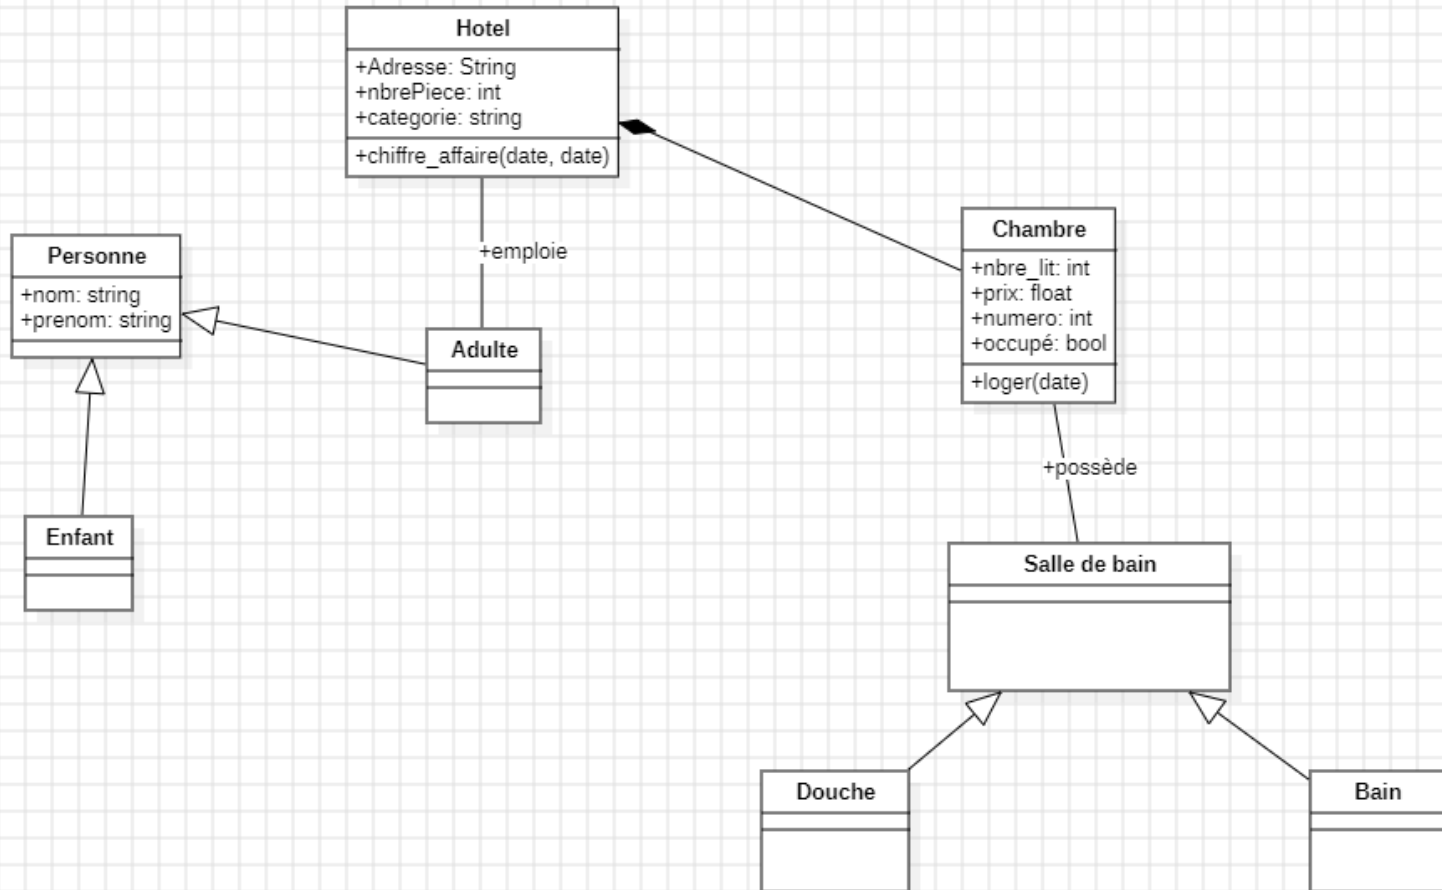 Hotel
+Adresse: String
+nbrePiece: int
+categorie: string
+chiffre_affaire(date, date)
Personne
+nom: string
+prenom: string
+emploie
Adulte
Enfant
Chambre
+nbre_lit: int
+prix: float
+numero: int
+occupé: bool
+loger(date)
+possède
Salle de bain
Douche
Bain